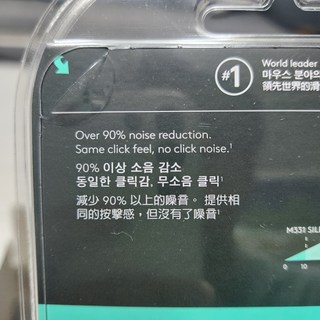 #1
World leader
마우스 분야의
領先世界的滑
Over 90% noise reduction.
Same click feel, no click noise.¹
90% 이상 소음 감소
동일한 클릭감, 무소음 클릭¹
減少 90% 以上的噪音。提供相
同的按擊感，但沒有了噪音¹
M331 SIL
0 10